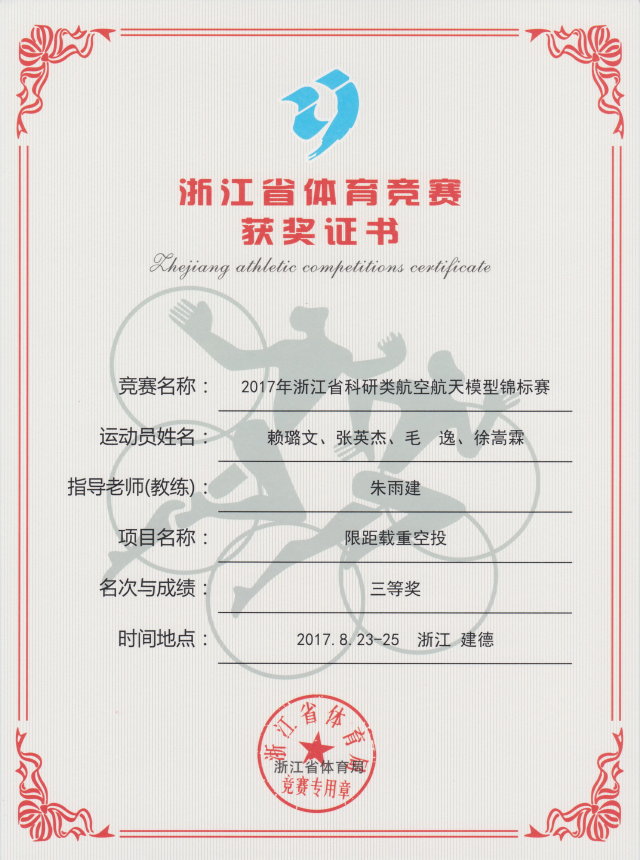 浙江省体育竞赛
获奖证书
Zhejiang athletic competitions certificate
竞赛名称： 2017年浙江省科研类航空航天模型锦标赛
运动员姓名： 赖璐文、张英杰、毛　逸、徐嵩霖
指导老师(教练)： 朱雨建
项目名称： 限距载重空投
名次与成绩： 三等奖
时间地点： 2017.8.23-25　浙江 建德
浙江省体育局
浙江省体育局
竞赛专用章